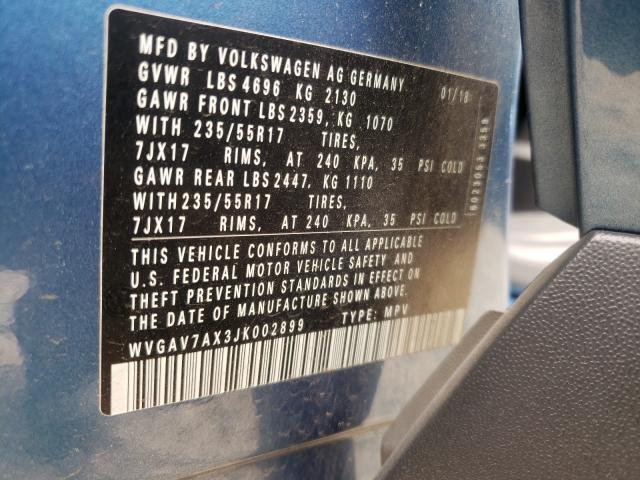 MFD BY VOLKSWAGEN AG GERMANY
01/18
GVWR LBS 4696 KG 2130
GAWR FRONT LBS 2359, KG 1070
WITH 235/55R17 TIRES,
7JX17 RIMS, AT 240 KPA, 35 PSI COLD
GAWR REAR LBS 2447, KG 1110
WITH 235/55R17 TIRES,
7JX17 RIMS, AT 240 KPA, 35 PSI COLD
THIS VEHICLE CONFORMS TO ALL APPLICABLE
U.S. FEDERAL MOTOR VEHICLE SAFETY AND
THEFT PREVENTION STANDARDS IN EFFECT ON
THE DATE OF MANUFACTURE SHOWN ABOVE.
WVGAV7AX3JK002899 TYPE: MPV